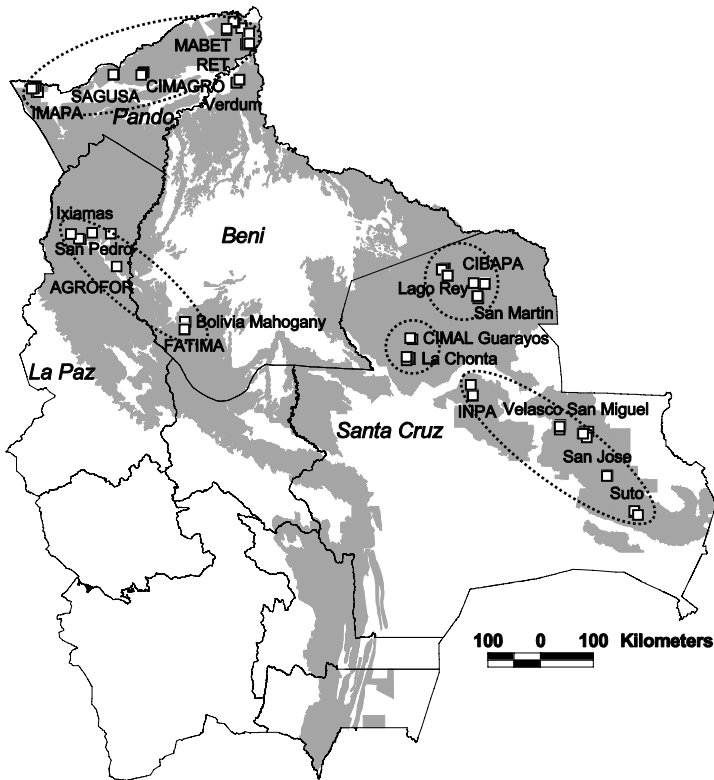 MABET
RET
CIMAGRO
SAGUSA
Verdum
IMAPA
Pando
Ixiamas
San Pedro
Beni
AGROFOR
CIBAPA
Lago Rey
San Martin
Bolivia Mahogany
FATIMA
CIMAL Guarayos
La Chonta
La Paz
INPA
Velasco San Miguel
Santa Cruz
San Jose
Suto
100 0 100 Kilometers